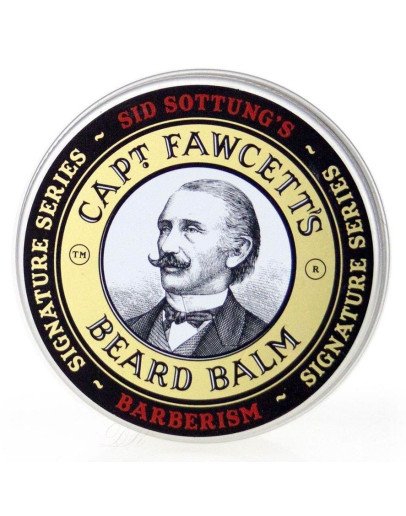 SID SOTTUNG'S
~ SIGNATURE SERIES ~
~ SIGNATURE SERIES ~
BARBERISM
CAPT. FAWCETT'S
TM
R
BEARD BALM